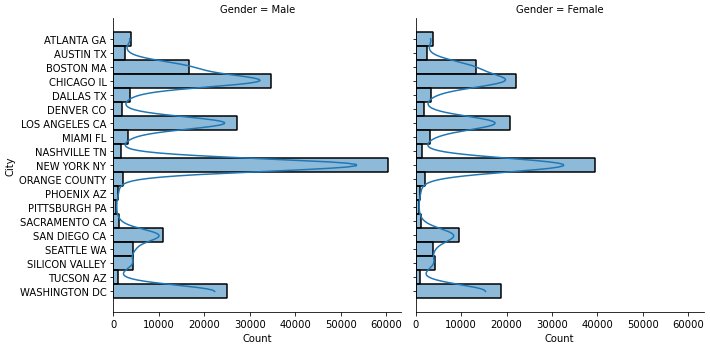 Gender = Male
Gender = Female
City
ATLANTA GA
AUSTIN TX
BOSTON MA
CHICAGO IL
DALLAS TX
DENVER CO
LOS ANGELES CA
MIAMI FL
NASHVILLE TN
NEW YORK NY
ORANGE COUNTY
PHOENIX AZ
PITTSBURGH PA
SACRAMENTO CA
SAN DIEGO CA
SEATTLE WA
SILICON VALLEY
TUCSON AZ
WASHINGTON DC
0 10000 20000 30000 40000 50000 60000
0 10000 20000 30000 40000 50000 60000
Count
Count